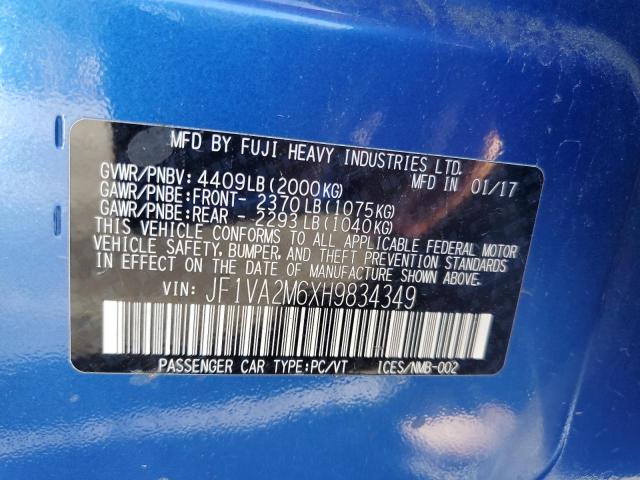 MFD BY FUJI HEAVY INDUSTRIES LTD.
GVWR/PNBV: 4409LB(2000KG) MFD IN 01/17
GAWR/PNBE:FRONT- 2370LB(1075KG)
GAWR/PNBE:REAR - 2293LB(1040KG)
THIS VEHICLE CONFORMS TO ALL APPLICABLE FEDERAL MOTOR
VEHICLE SAFETY, BUMPER, AND THEFT PREVENTION STANDARDS
IN EFFECT ON THE DATE OF MANUFACTURE SHOWN ABOVE.
VIN: JF1VA2M6XH9834349
PASSENGER CAR TYPE:PC/VT ICES/NMB-002